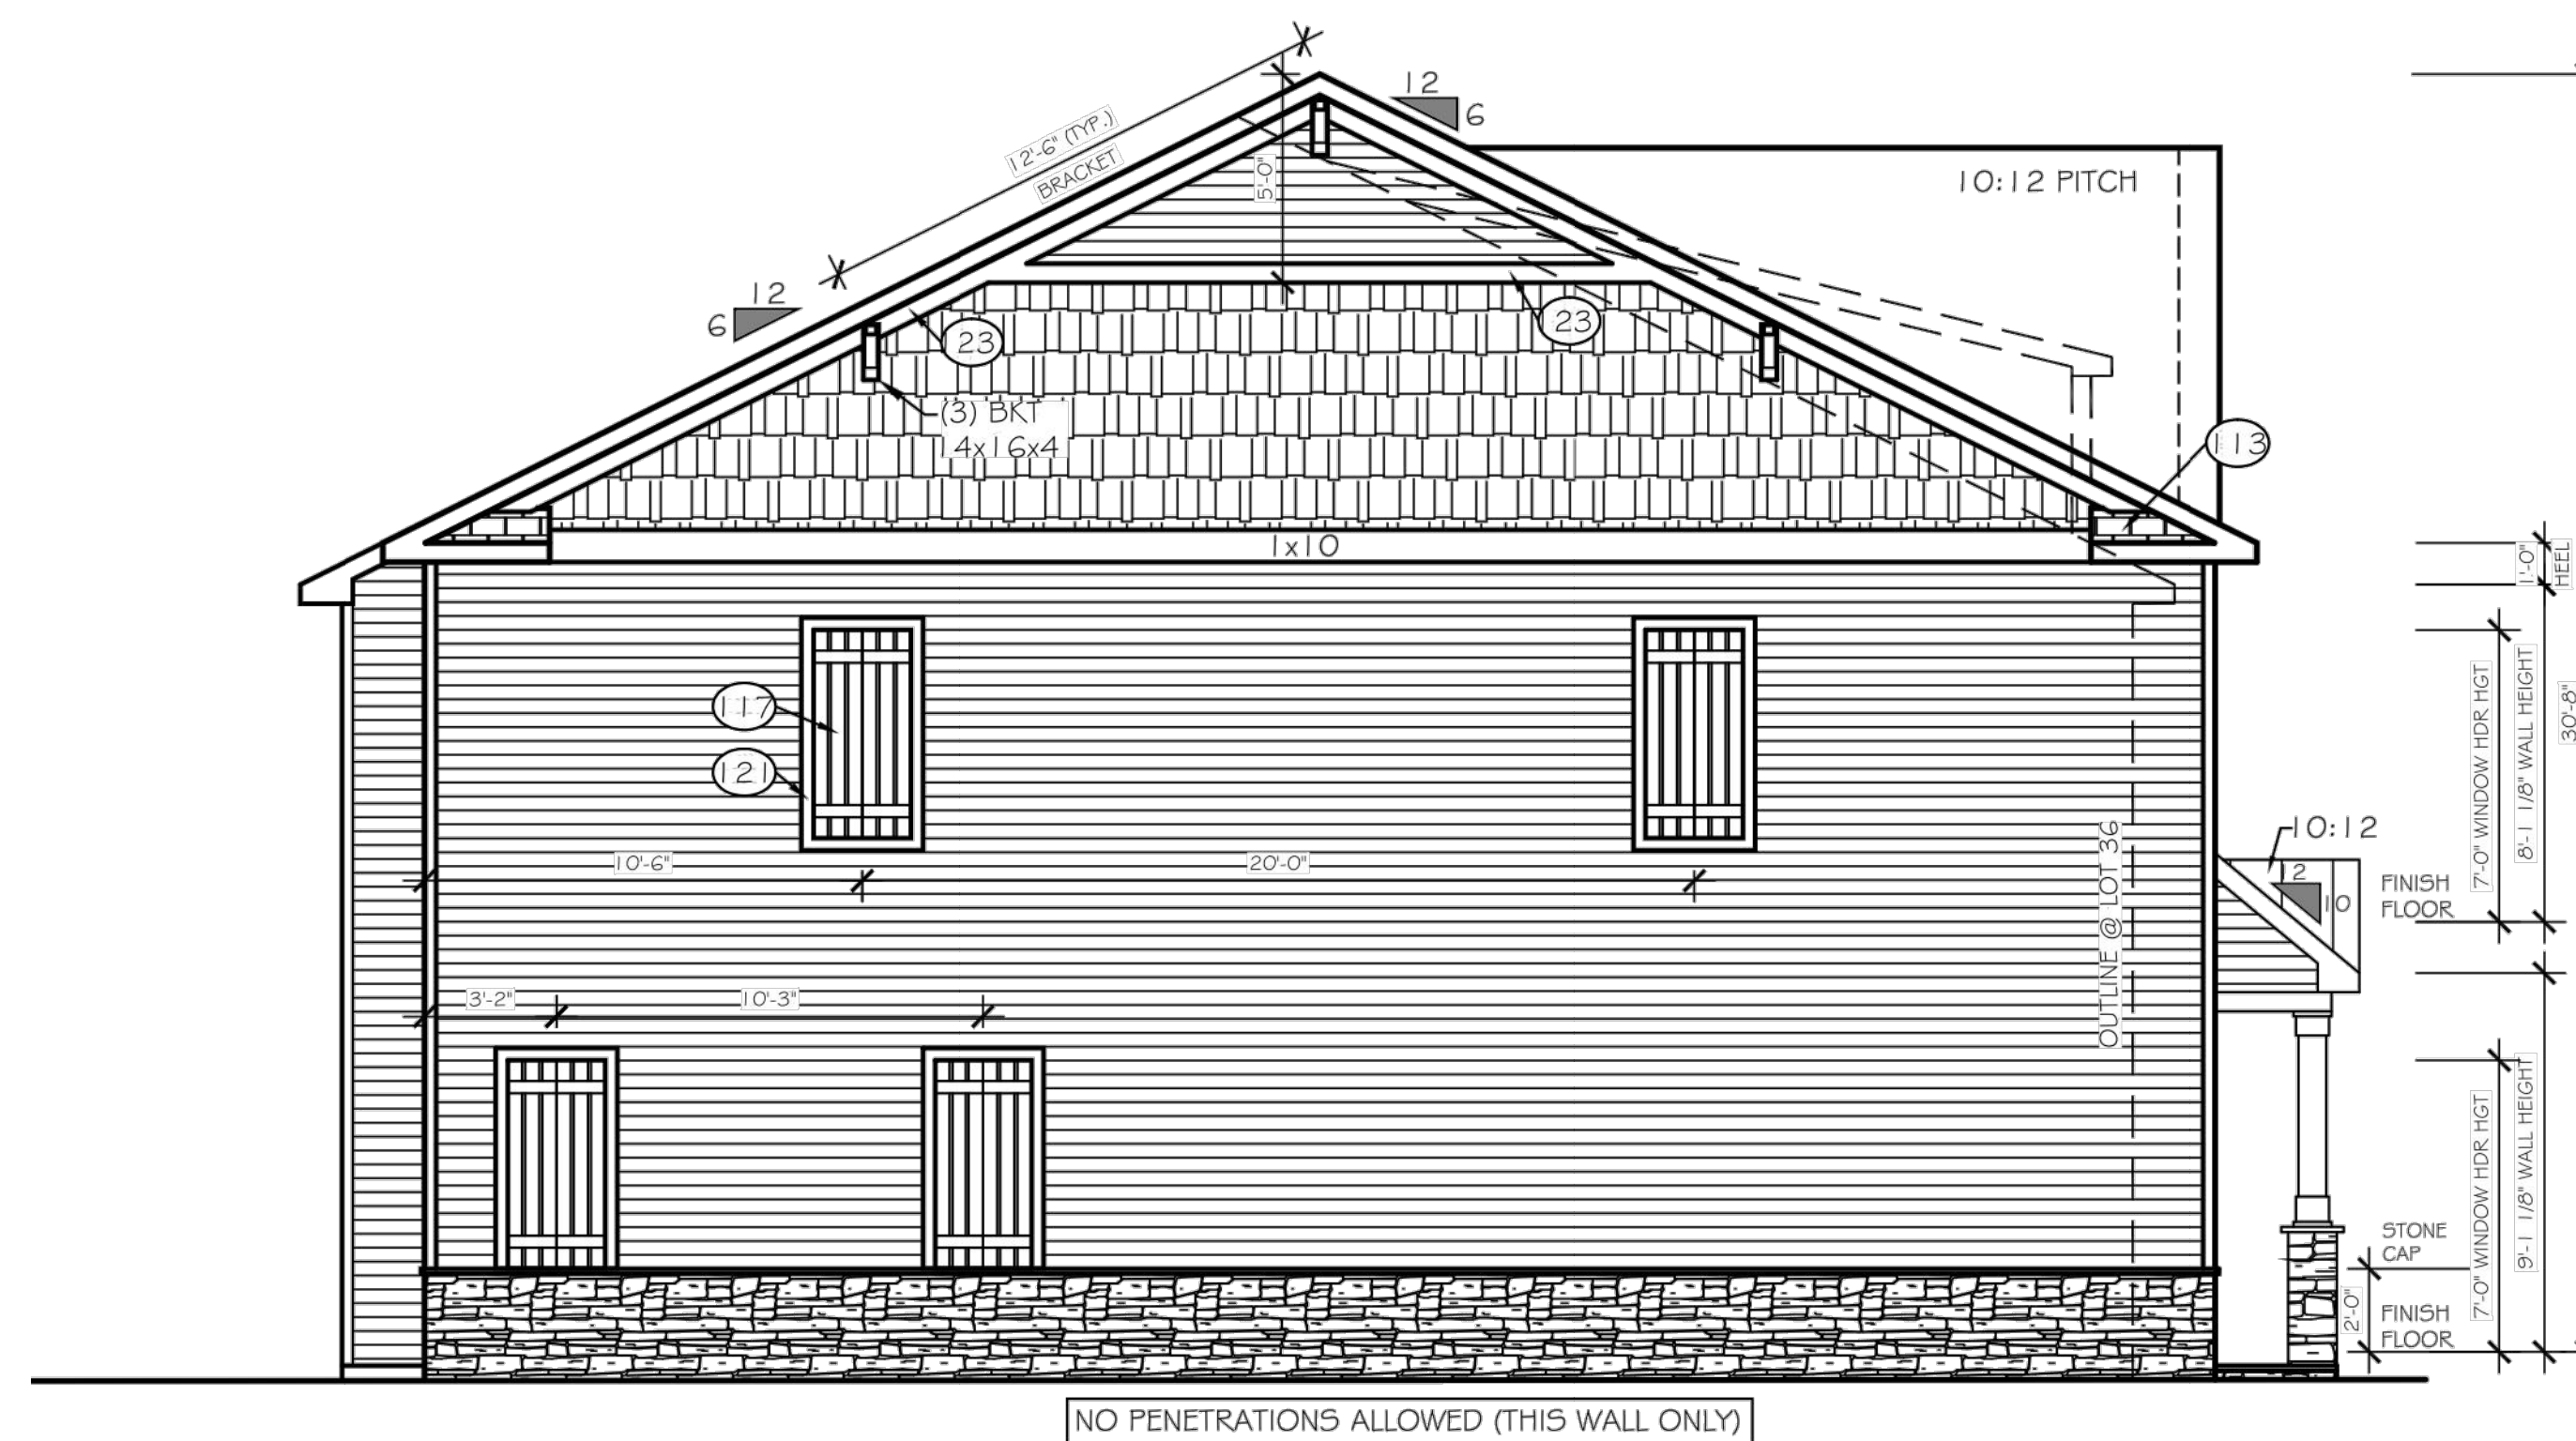 12
6
12'-6" (TYP.)
BRACKET
5'-0"
10:12 PITCH
12
6
23
23
(3) BKT
14x16x4
113
1x10
1'-0"
HEEL
117
121
7'-0" WINDOW HDR HGT
8'-1 1/8" WALL HEIGHT
30'-8"
10'-6"
20'-0"
OUTLINE @ LOT 36
10:12
12
10
FINISH
FLOOR
3'-2"
10'-3"
7'-0" WINDOW HDR HGT
9'-1 1/8" WALL HEIGHT
STONE
CAP
2'-0"
FINISH
FLOOR
NO PENETRATIONS ALLOWED (THIS WALL ONLY)